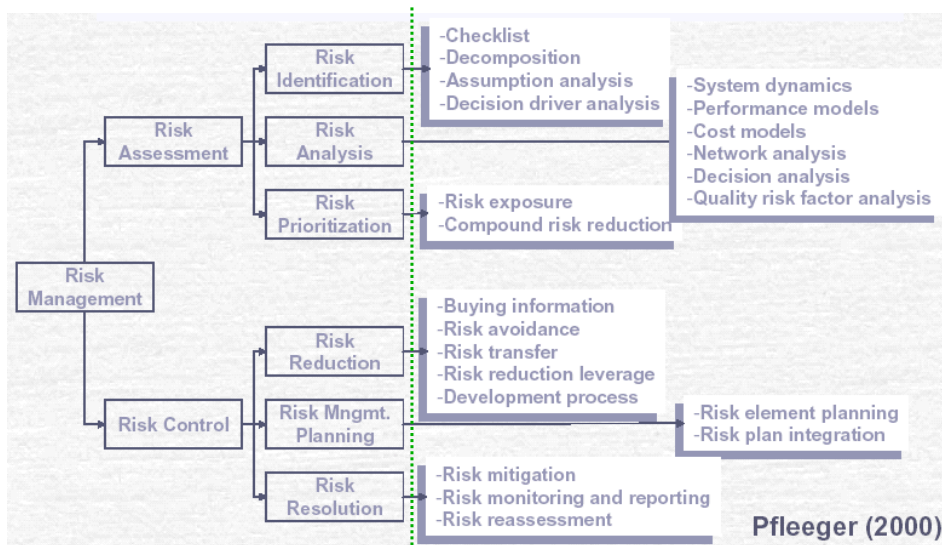 Risk
Identification
-Checklist
-Decomposition
-Assumption analysis
-Decision driver analysis
Risk
Assessment
Risk
Analysis
-System dynamics
-Performance models
-Cost models
-Network analysis
-Decision analysis
-Quality risk factor analysis
Risk
Prioritization
-Risk exposure
-Compound risk reduction
Risk
Management
Risk
Reduction
-Buying information
-Risk avoidance
-Risk transfer
-Risk reduction leverage
-Development process
Risk Control
Risk Mngmt.
Planning
-Risk element planning
-Risk plan integration
Risk
Resolution
-Risk mitigation
-Risk monitoring and reporting
-Risk reassessment
Pfleeger (2000)